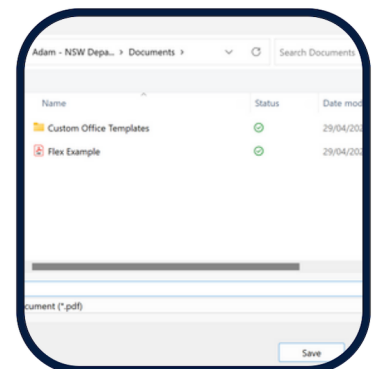 Adam - NSW Depa... > Documents >
Search Documents
Name
Status
Date mod
Custom Office Templates
29/04/202
Flex Example
29/04/202
cument (*.pdf)
Save